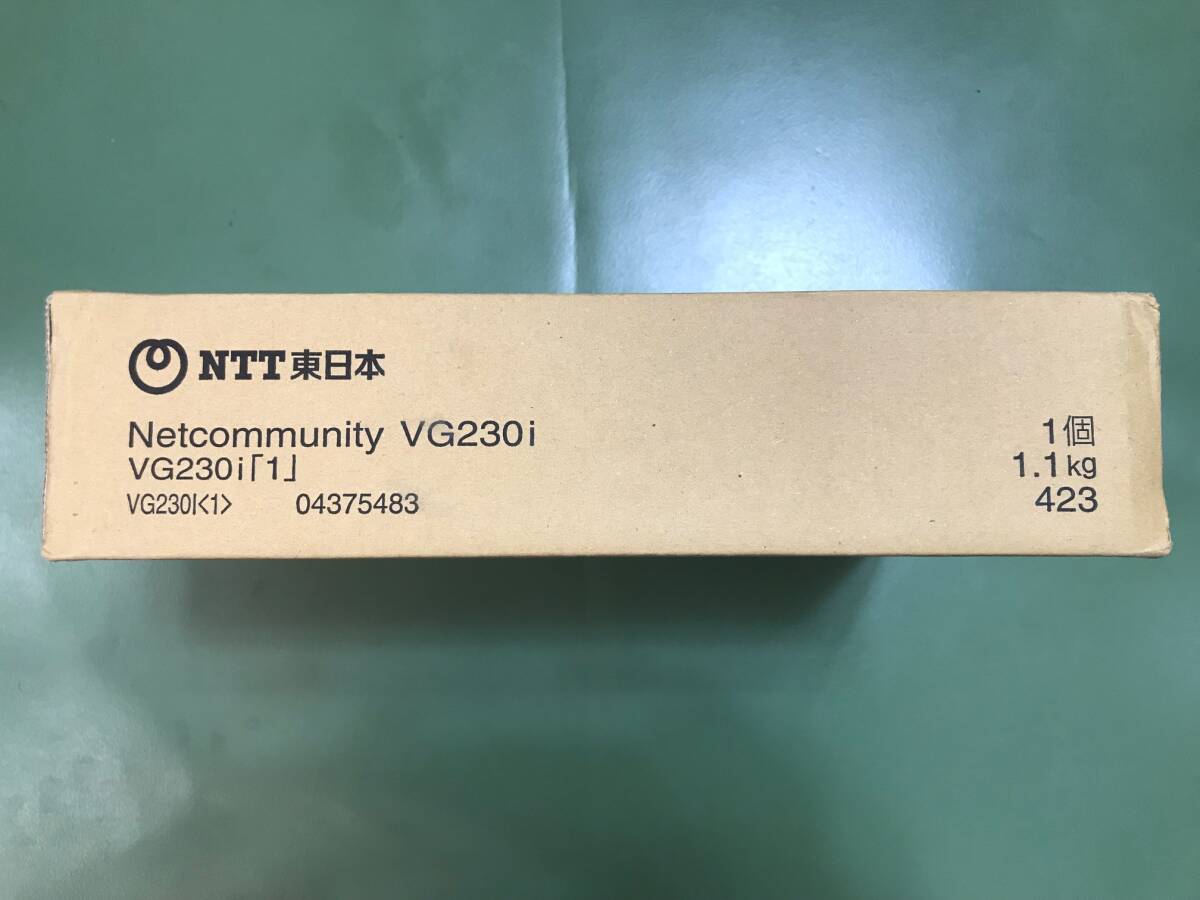 NTT東日本
Netcommunity VG230i
VG230i「1」
VG230I<1> 04375483
1個
1.1kg
423